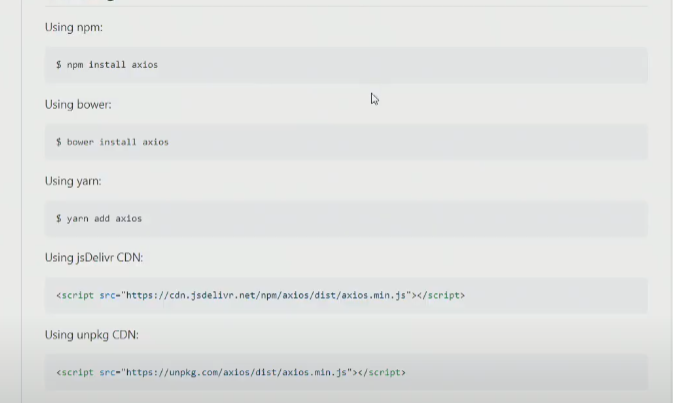 Using npm:
$ npm install axios
Using bower:
$ bower install axios
Using yarn:
$ yarn add axios
Using jsDelivr CDN:
<script src="https://cdn.jsdelivr.net/npm/axios/dist/axios.min.js"></script>
Using unpkg CDN:
<script src="https://unpkg.com/axios/dist/axios.min.js"></script>